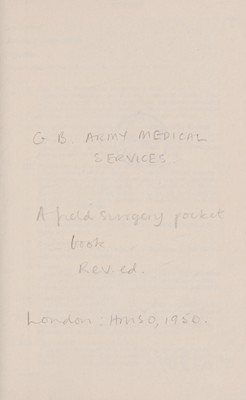 G B. ARMY MEDICAL
SERVICES.
A field surgery pocket
book
Rev. ed.
London: HMSO, 1950.